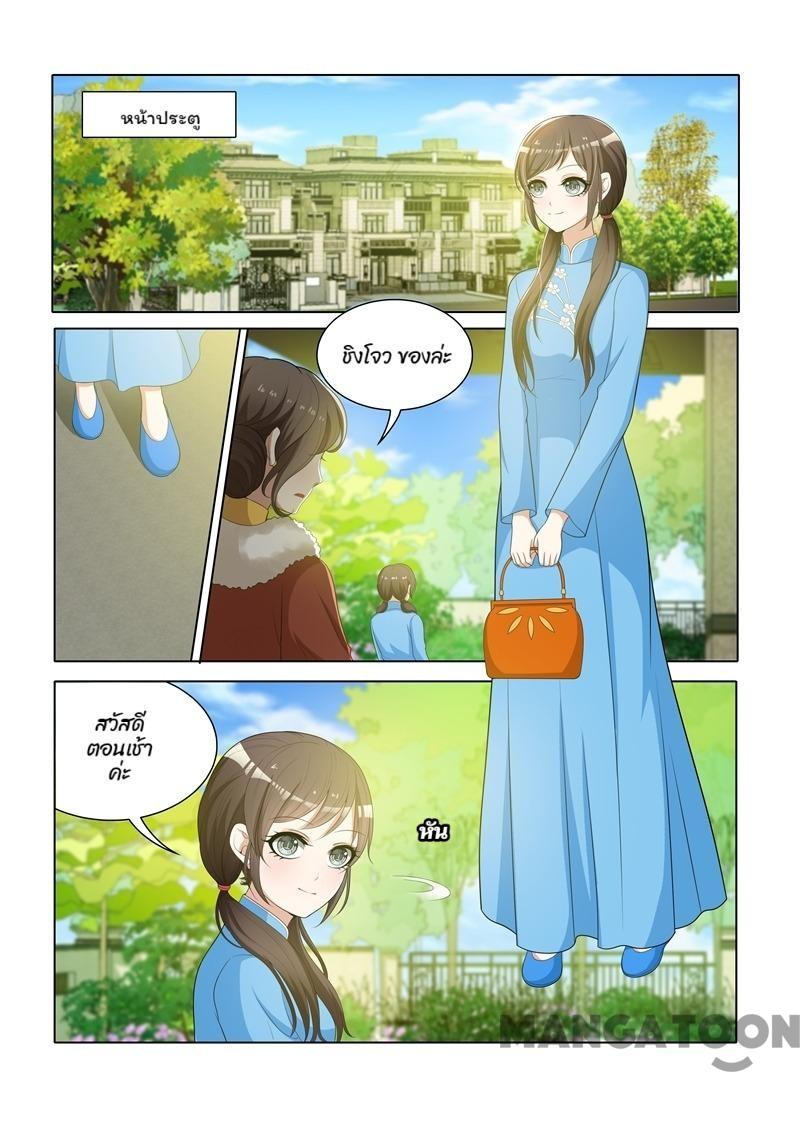 หน้าประตู
ชิงโจว ของล่ะ
สวัสดี
ตอนเช้า
ค่ะ
หัน
MANGATOON